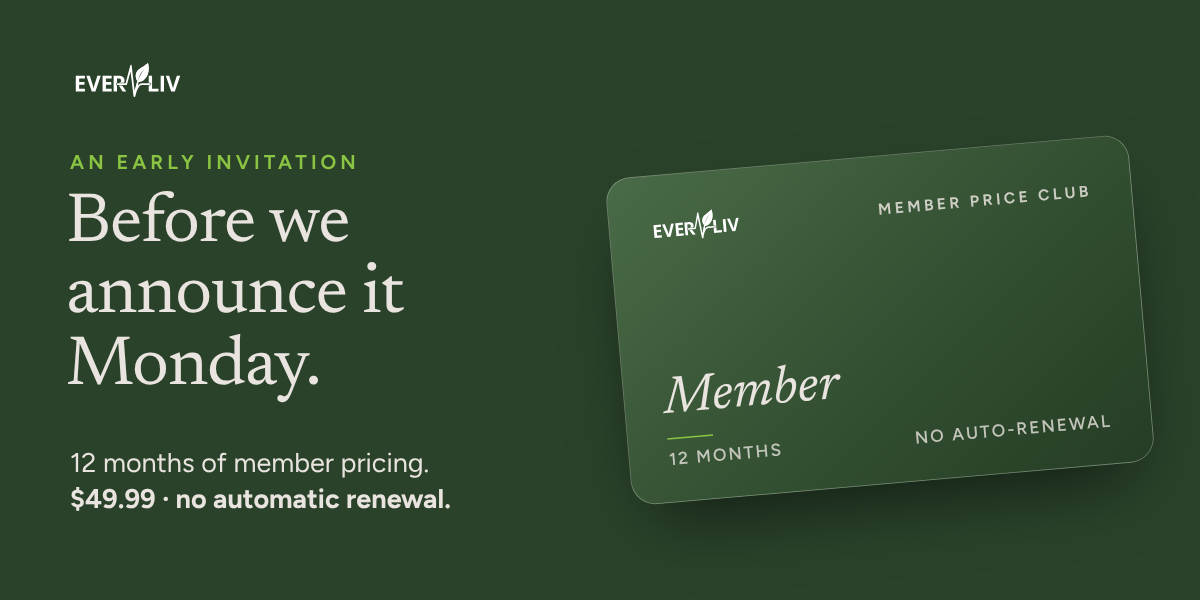 EVERLIV
AN EARLY INVITATION
Before we
announce it
Monday.
12 months of member pricing.
$49.99 · no automatic renewal.
EVERLIV
MEMBER PRICE CLUB
Member
12 MONTHS
NO AUTO-RENEWAL